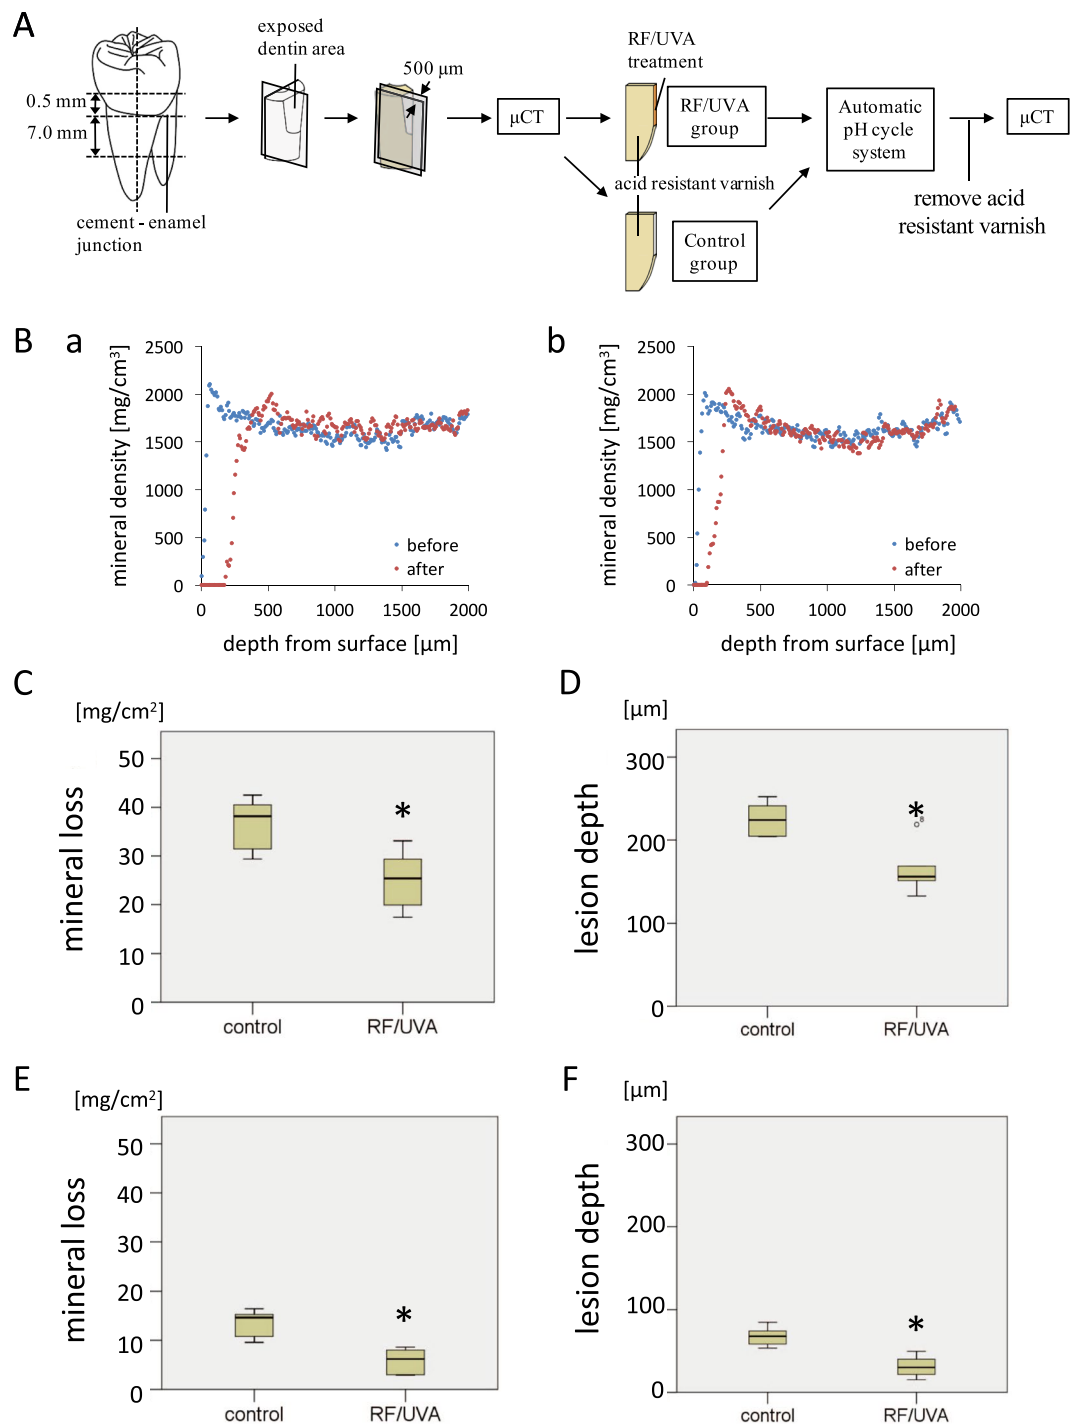 A
0.5 mm
7.0 mm
cement - enamel
junction
exposed
dentin area
500 μm
μCT
RF/UVA
treatment
RF/UVA
group
acid resistant varnish
Control
group
Automatic
pH cycle
system
μCT
remove acid
resistant varnish
B
a
mineral density [mg/cm³]
2500
2000
1500
1000
500
0
before
after
0 500 1000 1500 2000
depth from surface [μm]
b
mineral density [mg/cm³]
2500
2000
1500
1000
500
0
before
after
0 500 1000 1500 2000
depth from surface [μm]
C
[mg/cm²]
mineral loss
50
40
30
20
10
0
*
control RF/UVA
D
[μm]
lesion depth
300
200
100
0
*
control RF/UVA
E
[mg/cm²]
mineral loss
50
40
30
20
10
0
*
control RF/UVA
F
[μm]
lesion depth
300
200
100
0
*
control RF/UVA